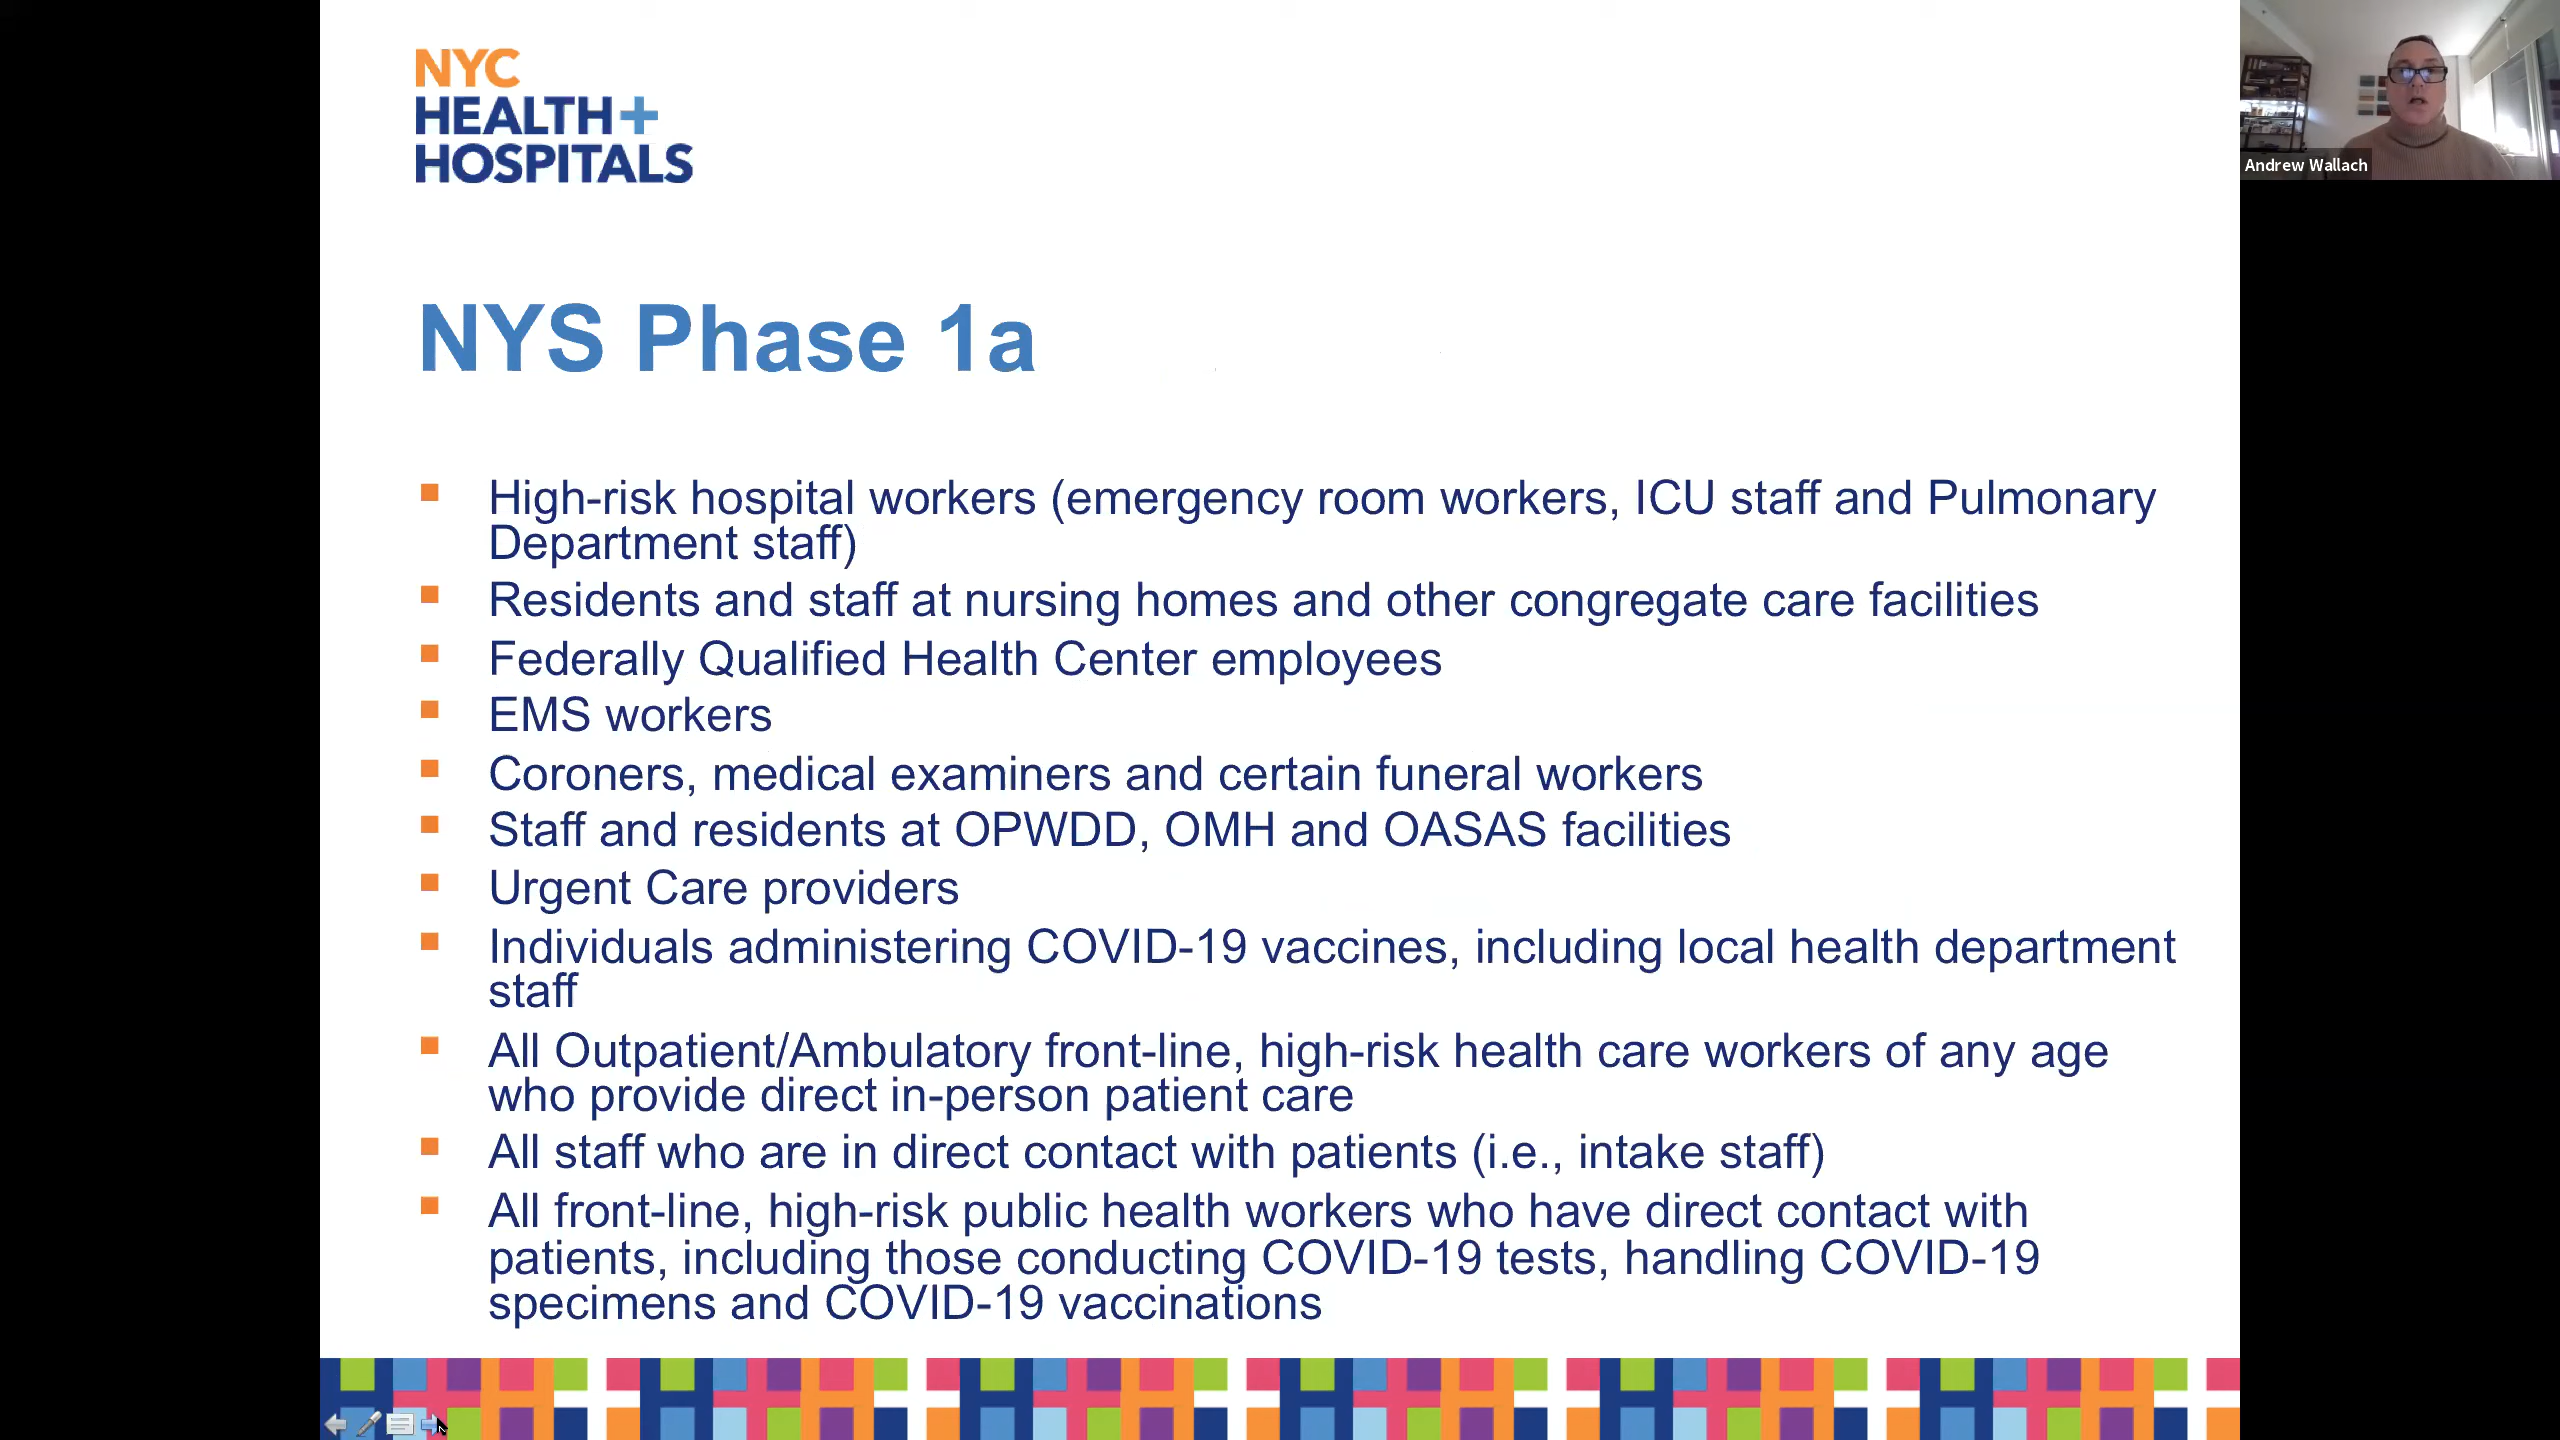 NYC
HEALTH+
HOSPITALS
Andrew Wallach
NYS Phase 1a
High-risk hospital workers (emergency room workers, ICU staff and Pulmonary
Department staff)
Residents and staff at nursing homes and other congregate care facilities
Federally Qualified Health Center employees
EMS workers
Coroners, medical examiners and certain funeral workers
Staff and residents at OPWDD, OMH and OASAS facilities
Urgent Care providers
Individuals administering COVID-19 vaccines, including local health department
staff
All Outpatient/Ambulatory front-line, high-risk health care workers of any age
who provide direct in-person patient care
All staff who are in direct contact with patients (i.e., intake staff)
All front-line, high-risk public health workers who have direct contact with
patients, including those conducting COVID-19 tests, handling COVID-19
specimens and COVID-19 vaccinations